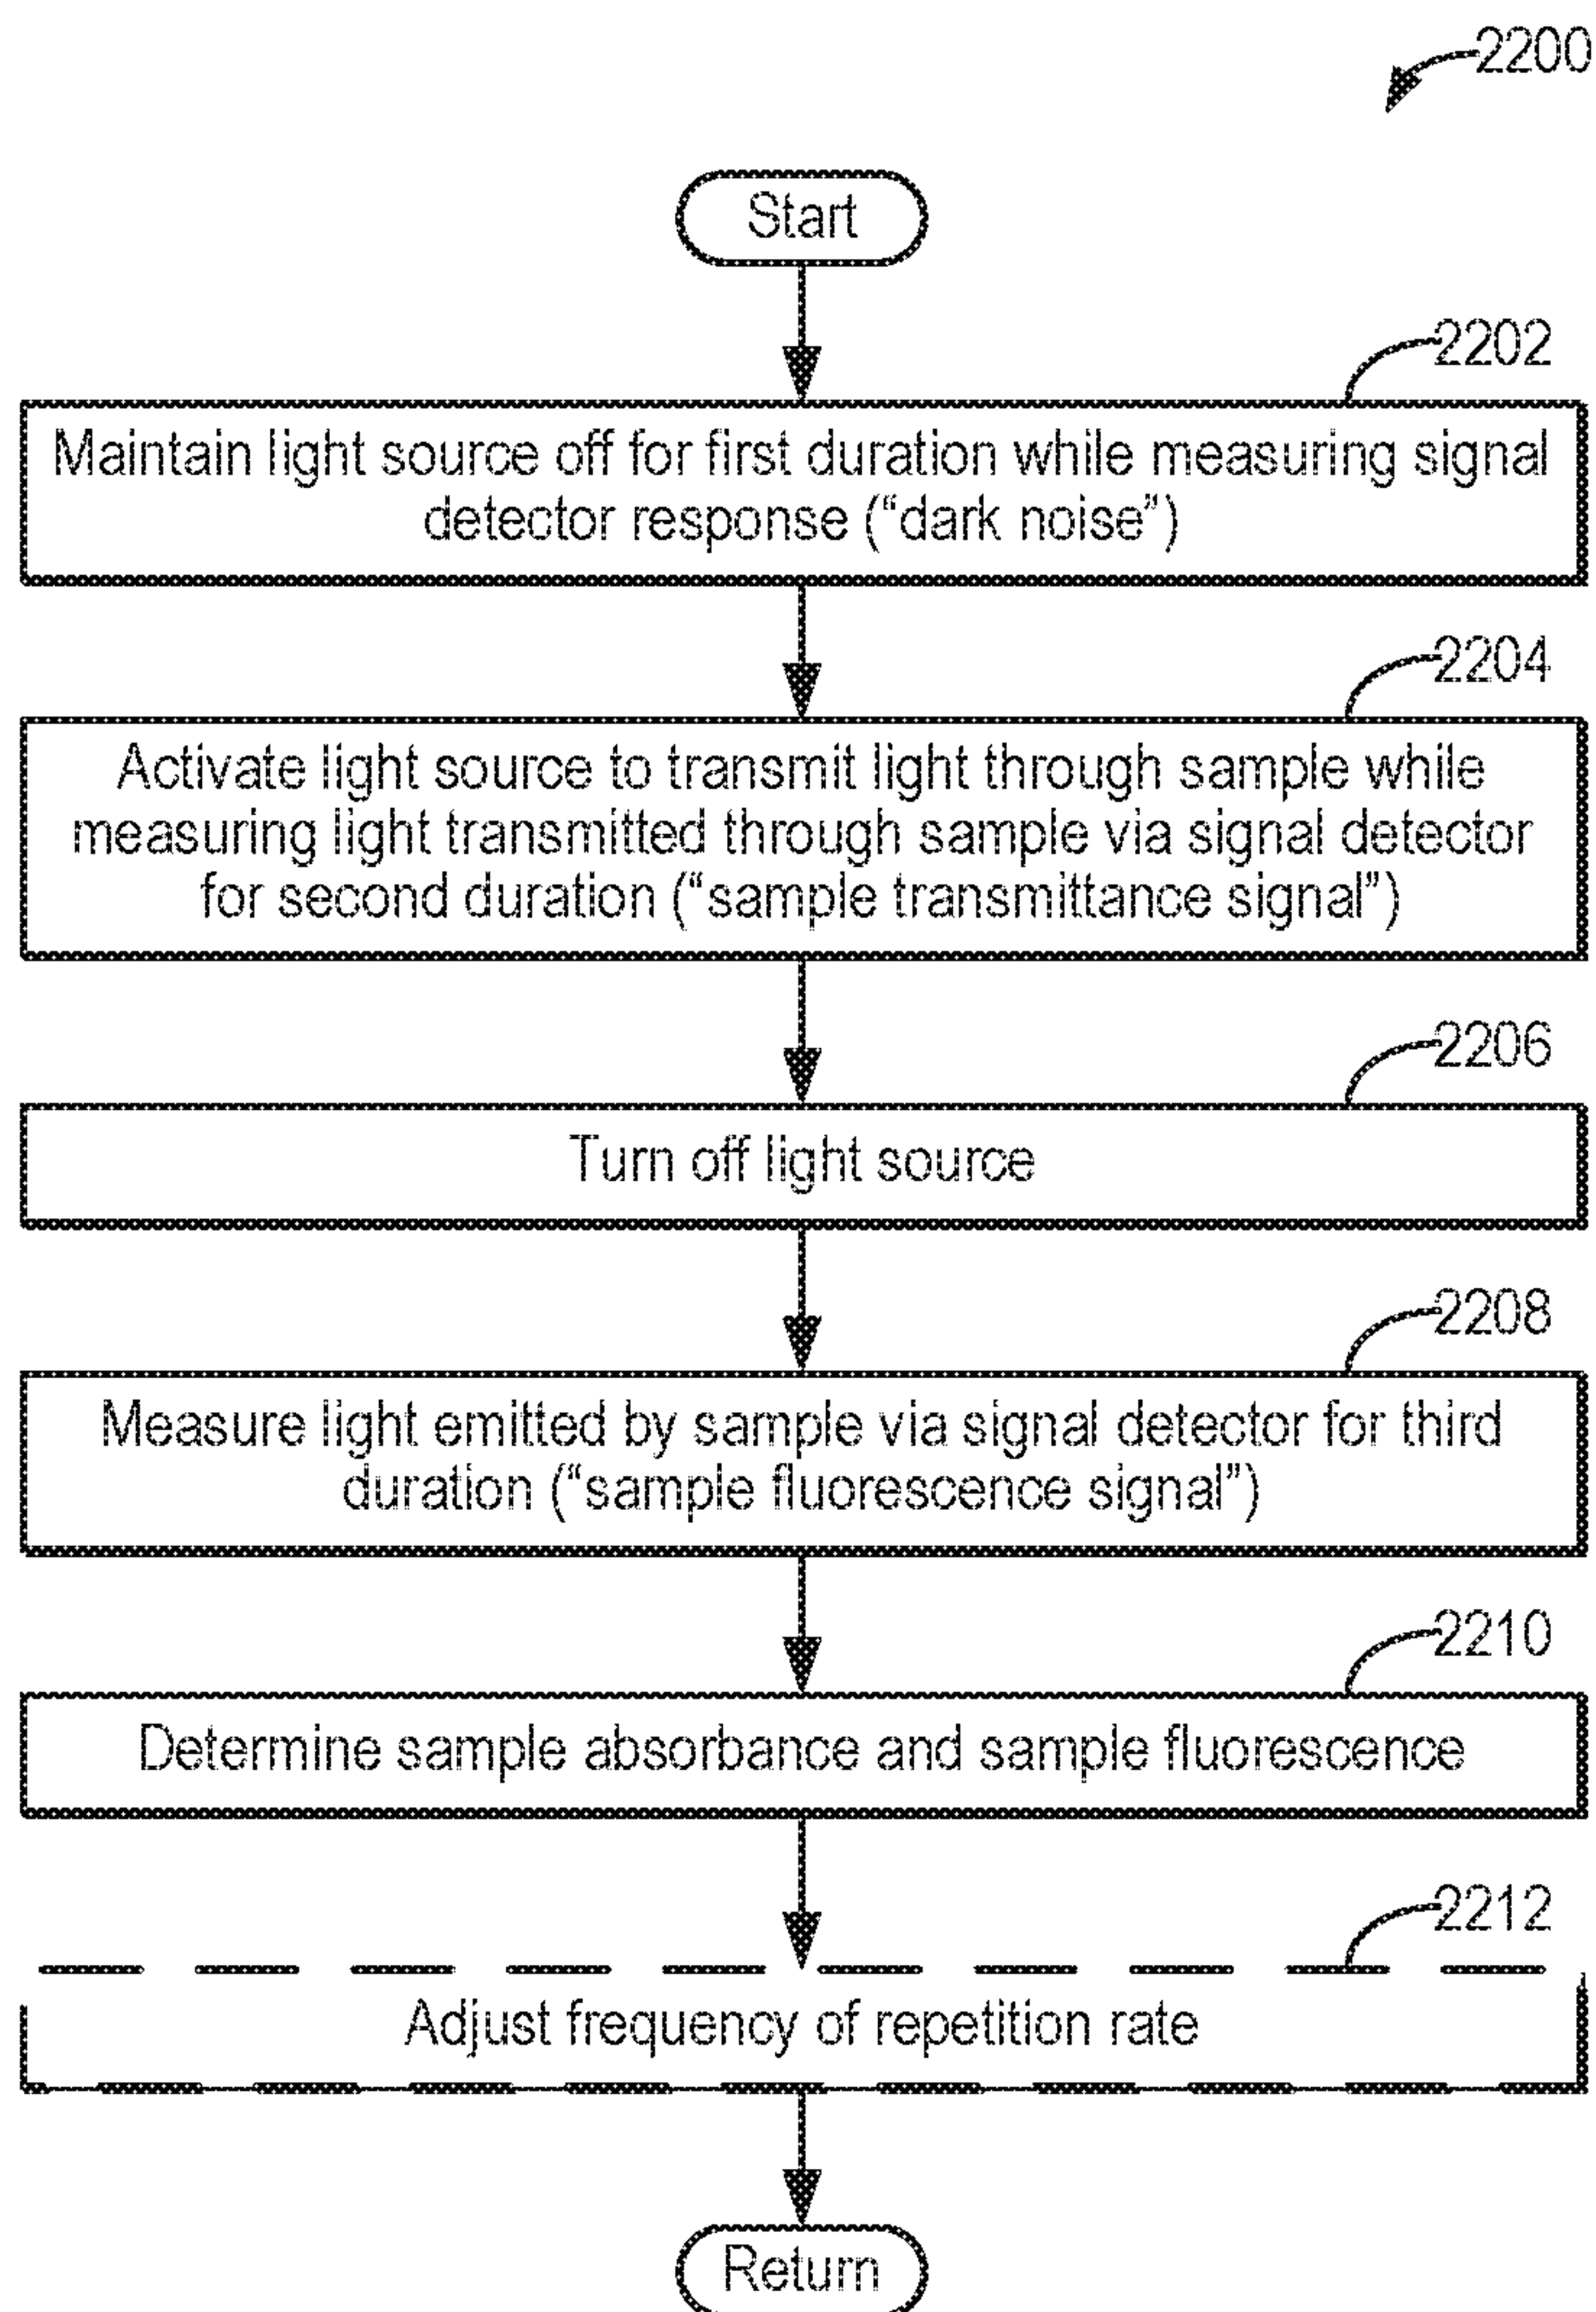 2200
Start
2202
Maintain light source off for first duration while measuring signal
detector response (“dark noise”)
2204
Activate light source to transmit light through sample while
measuring light transmitted through sample via signal detector
for second duration (“sample transmittance signal”)
2206
Turn off light source
2208
Measure light emitted by sample via signal detector for third
duration (“sample fluorescence signal”)
2210
Determine sample absorbance and sample fluorescence
2212
Adjust frequency of repetition rate
Return